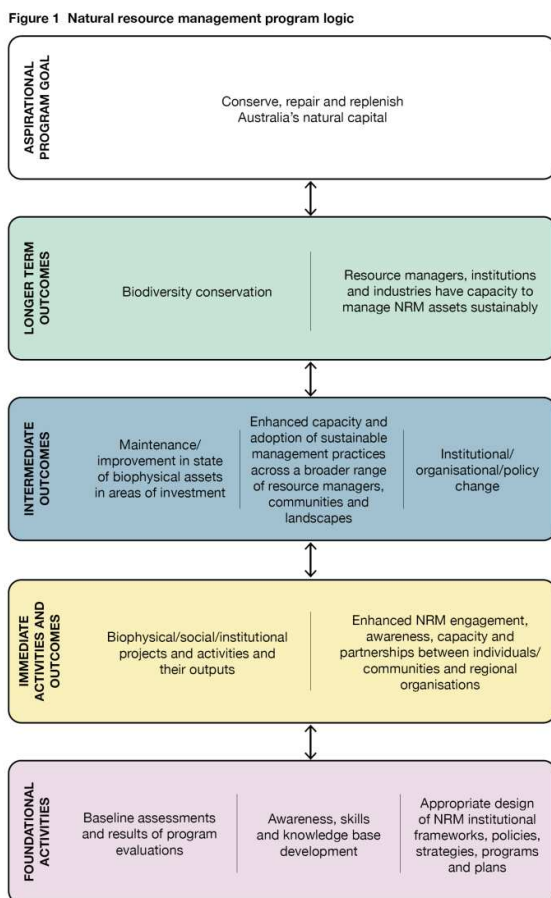 Figure 1 Natural resource management program logic
ASPIRATIONAL
PROGRAM GOAL
Conserve, repair and replenish
Australia's natural capital
LONGER TERM
OUTCOMES
Biodiversity conservation
Resource managers, institutions
and industries have capacity to
manage NRM assets sustainably
INTERMEDIATE
OUTCOMES
Maintenance/
improvement in state
of biophysical assets
in areas of investment
Enhanced capacity and
adoption of sustainable
management practices
across a broader range
of resource managers,
communities and
landscapes
Institutional/
organisational/policy
change
IMMEDIATE
ACTIVITIES AND
OUTCOMES
Biophysical/social/institutional
projects and activities and
their outputs
Enhanced NRM engagement,
awareness, capacity and
partnerships between individuals/
communities and regional
organisations
FOUNDATIONAL
ACTIVITIES
Baseline assessments
and results of program
evaluations
Awareness, skills
and knowledge base
development
Appropriate design
of NRM institutional
frameworks, policies,
strategies, programs
and plans